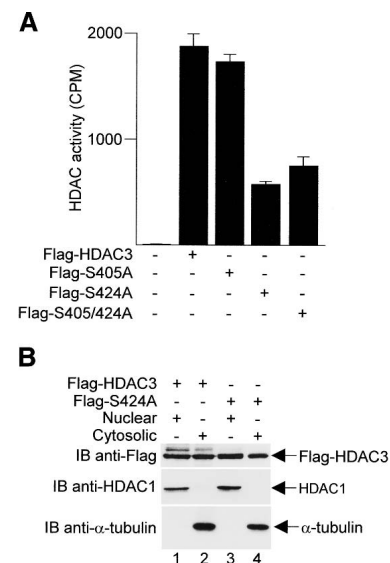 A
2000
1000
HDAC activity (CPM)
Flag-HDAC3 - + - - -
Flag-S405A - - + - -
Flag-S424A - - - + -
Flag-S405/424A - - - - +
B
Flag-HDAC3 + + - -
Flag-S424A - - + +
Nuclear + - + -
Cytosolic - + - +
IB anti-Flag Flag-HDAC3
IB anti-HDAC1 HDAC1
IB anti-α-tubulin α-tubulin
1 2 3 4